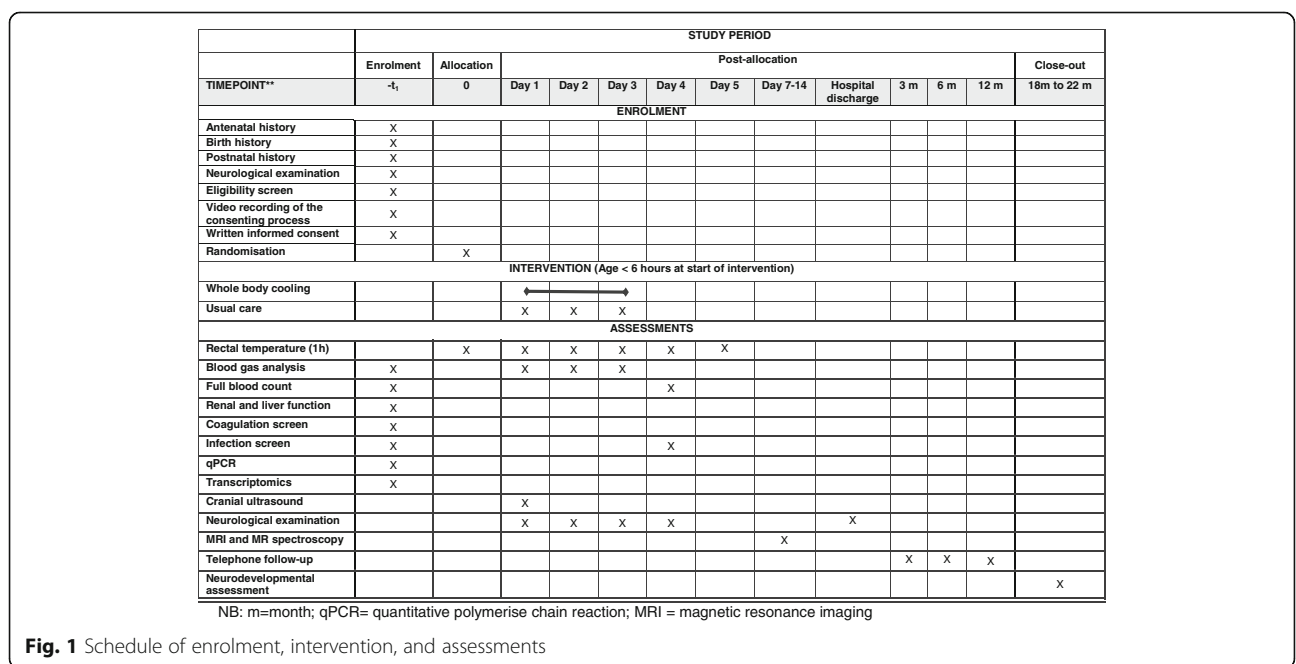 STUDY PERIOD
Enrolment Allocation Post-allocation Close-out
TIMEPOINT** -t₁ 0 Day 1 Day 2 Day 3 Day 4 Day 5 Day 7-14 Hospital discharge 3 m 6 m 12 m 18m to 22 m
ENROLMENT
Antenatal history X
Birth history X
Postnatal history X
Neurological examination X
Eligibility screen X
Video recording of the
consenting process X
Written informed consent X
Randomisation X
INTERVENTION (Age < 6 hours at start of intervention)
Whole body cooling
Usual care X X X
ASSESSMENTS
Rectal temperature (1h) X X X X X X
Blood gas analysis X X X X
Full blood count X X
Renal and liver function X
Coagulation screen X
Infection screen X X
qPCR X
Transcriptomics X
Cranial ultrasound X
Neurological examination X X X X X
MRI and MR spectroscopy X
Telephone follow-up X X X
Neurodevelopmental
assessment X
NB: m=month; qPCR= quantitative polymerise chain reaction; MRI = magnetic resonance imaging
Fig. 1 Schedule of enrolment, intervention, and assessments